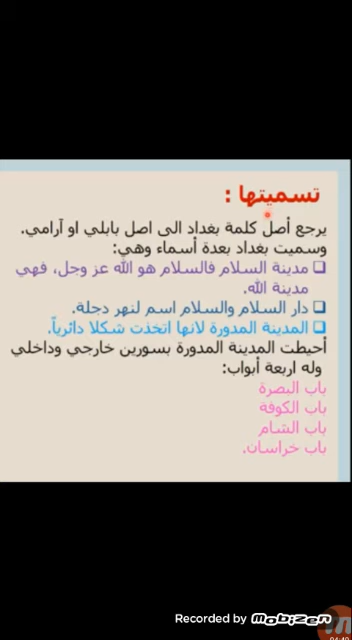 تسميتها :
يرجع أصل كلمة بغداد الى اصل بابلي او آرامي.
وسميت بغداد بعدة أسماء وهي:
❑ مدينة السلام فالسلام هو الله عز وجل، فهي
مدينة الله.
❑ دار السلام والسلام اسم لنهر دجلة.
❑ المدينة المدورة لانها اتخذت شكلا دائرياً،
أحيطت المدينة المدورة بسورين خارجي وداخلي
وله اربعة أبواب:
باب البصرة
باب الكوفة
باب الشام
باب خراسان.
Recorded by mobizen